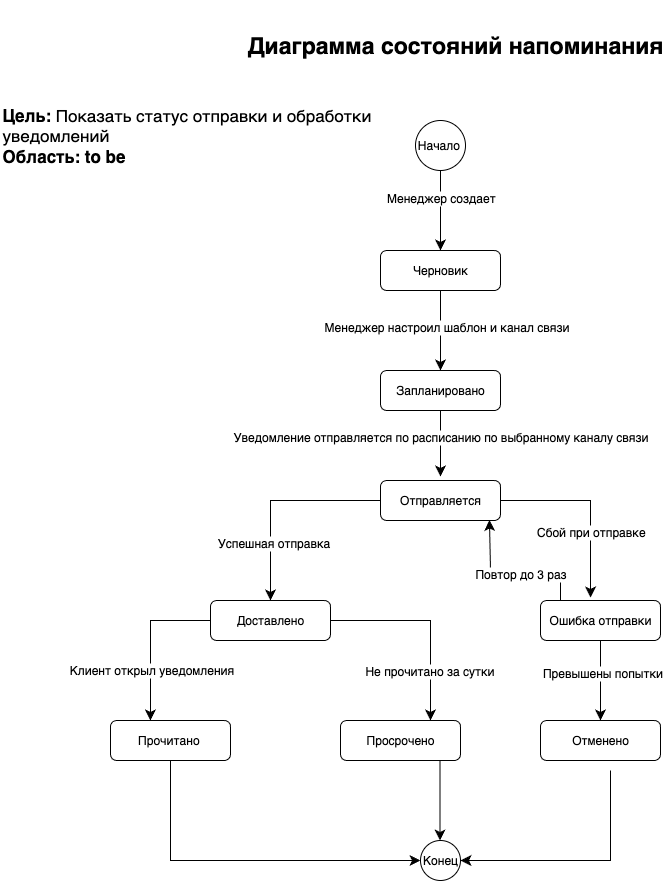 Диаграмма состояний напоминания
Цель: Показать статус отправки и обработки
уведомлений
Область: to be
Начало
Менеджер создает
Черновик
Менеджер настроил шаблон и канал связи
Запланировано
Уведомление отправляется по расписанию по выбранному каналу связи
Отправляется
Успешная отправка
Сбой при отправке
Повтор до 3 раз
Доставлено
Ошибка отправки
Клиент открыл уведомления
Не прочитано за сутки
Превышены попытки
Прочитано
Просрочено
Отменено
Конец